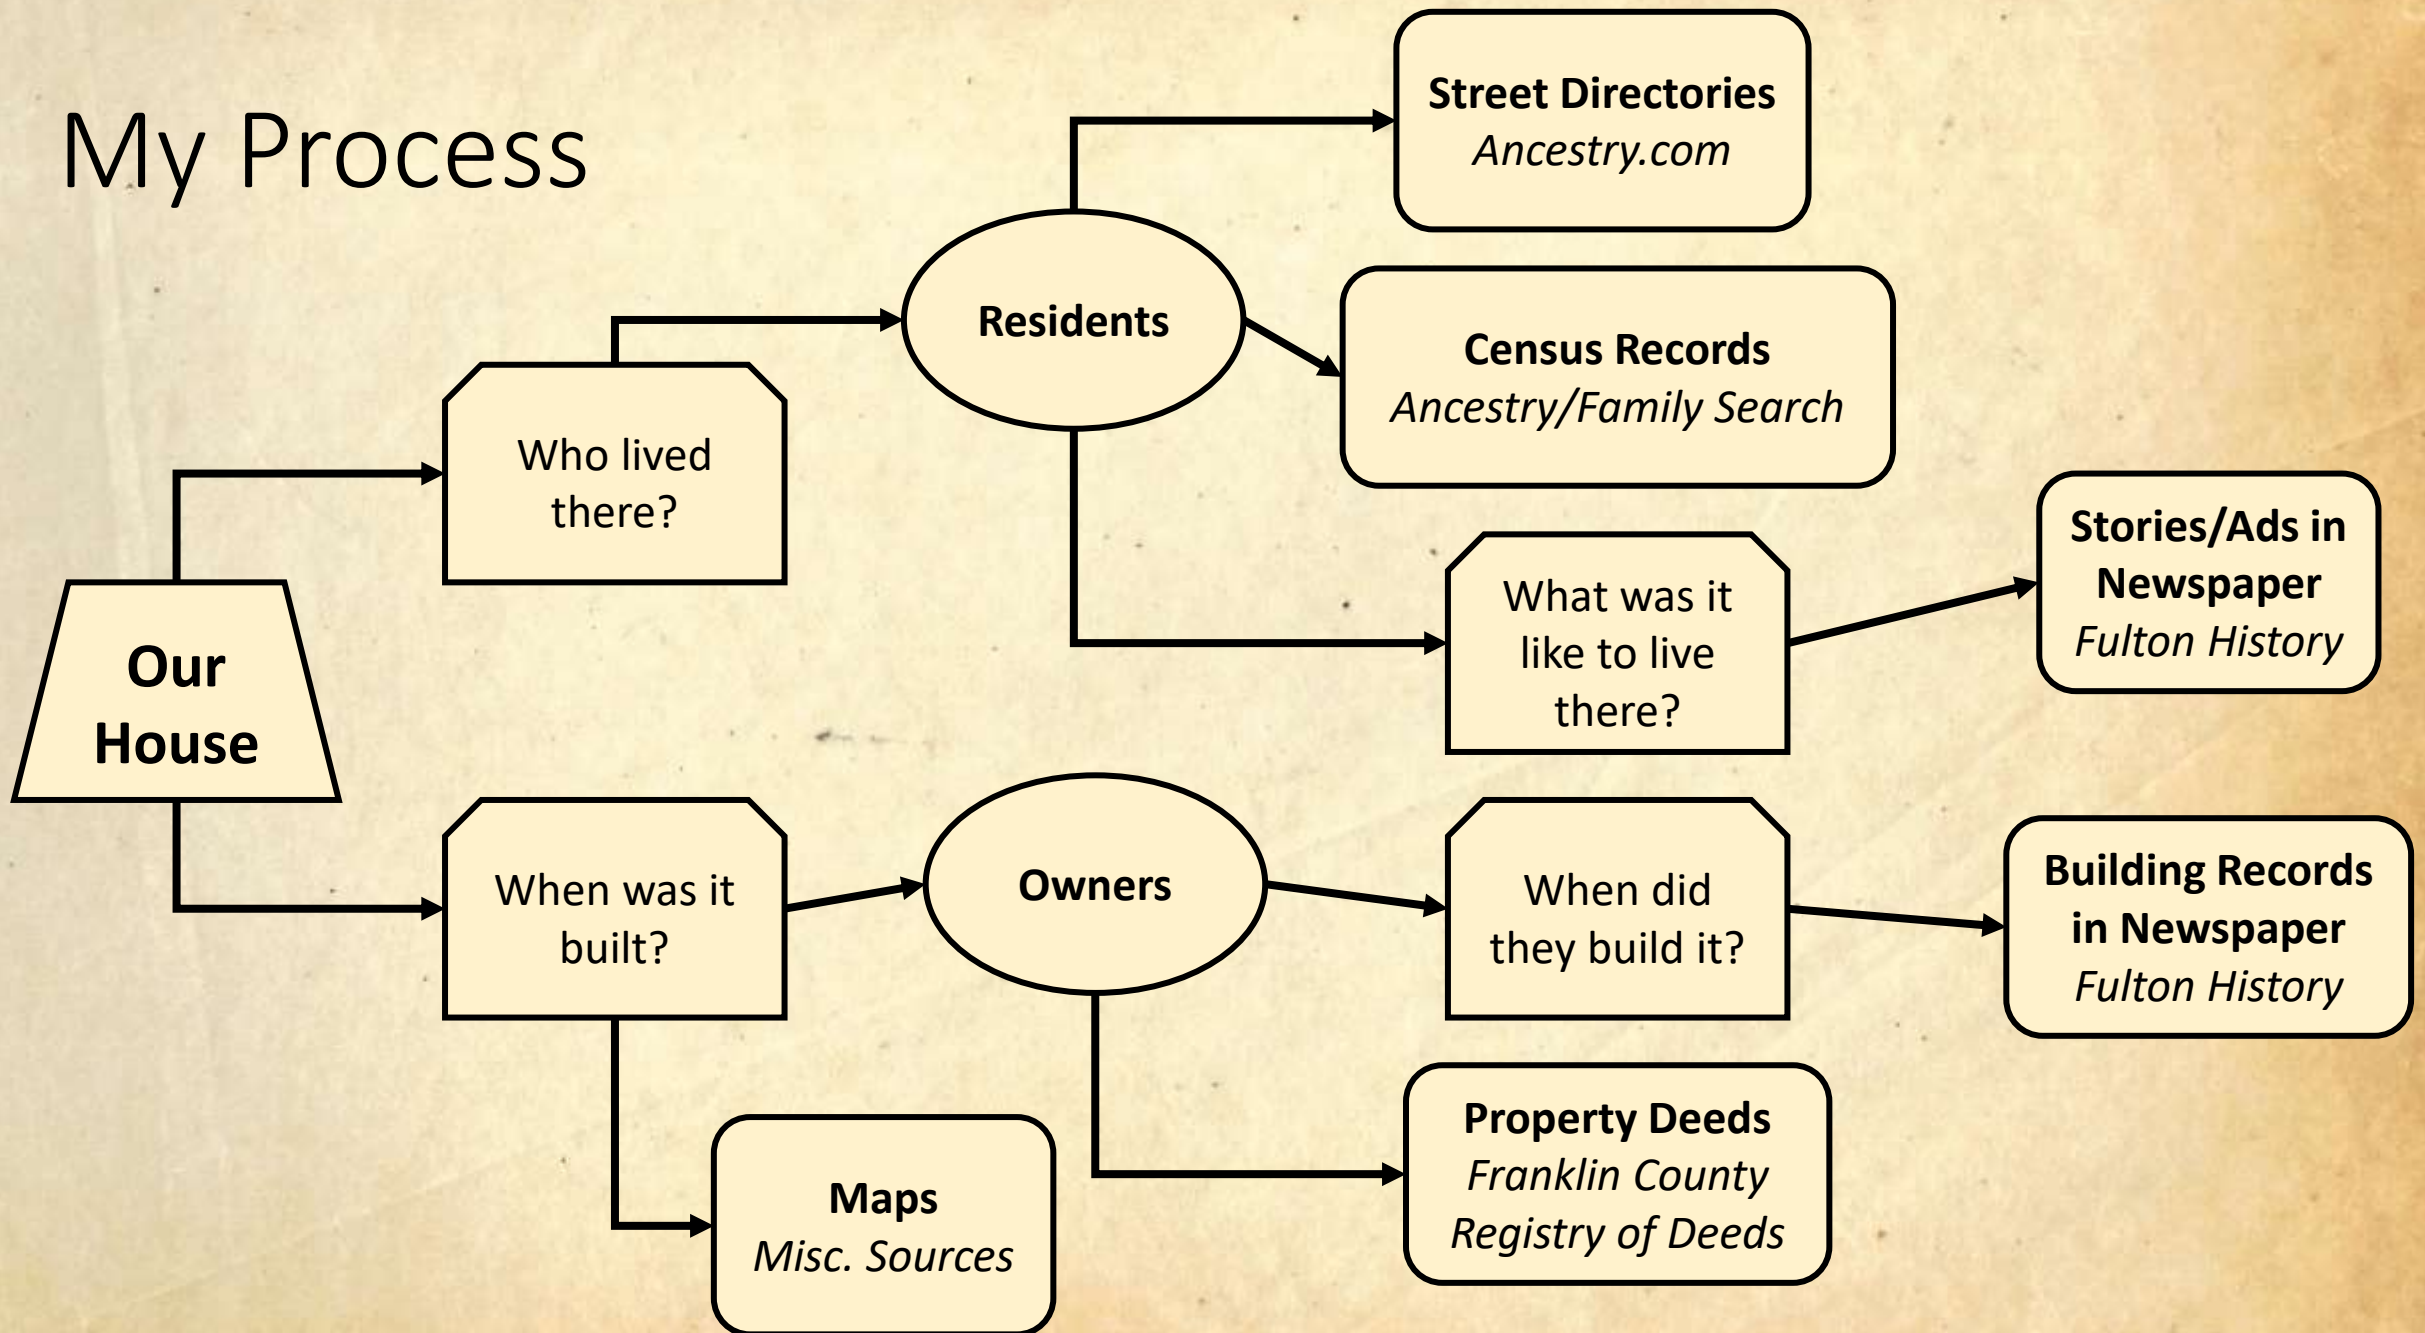 My Process
Street Directories
Ancestry.com
Residents
Census Records
Ancestry/Family Search
Who lived
there?
What was it
like to live
there?
Stories/Ads in
Newspaper
Fulton History
Our
House
When was it
built?
Owners
When did
they build it?
Building Records
in Newspaper
Fulton History
Property Deeds
Franklin County
Registry of Deeds
Maps
Misc. Sources